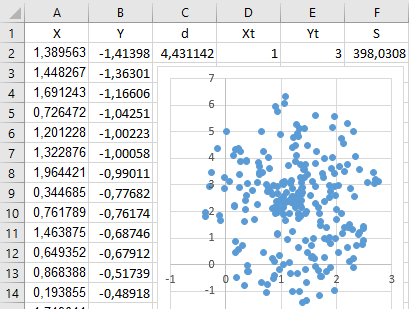 A B C D E F
1 X Y d Xt Yt S
2 1,389563 -1,41398 4,431142 1 3 398,0308
3 1,448267 -1,36301
4 1,691243 -1,16606
5 0,726472 -1,04251
6 1,201228 -1,00223
7 1,322876 -1,00058
8 1,964421 -0,99011
9 0,344685 -0,77682
10 0,761789 -0,76174
11 1,463875 -0,68746
12 0,649352 -0,67912
13 0,868388 -0,51739
14 0,193855 -0,48918
7
6
5
4
3
2
1
0
-1 0 1 2 3
-1